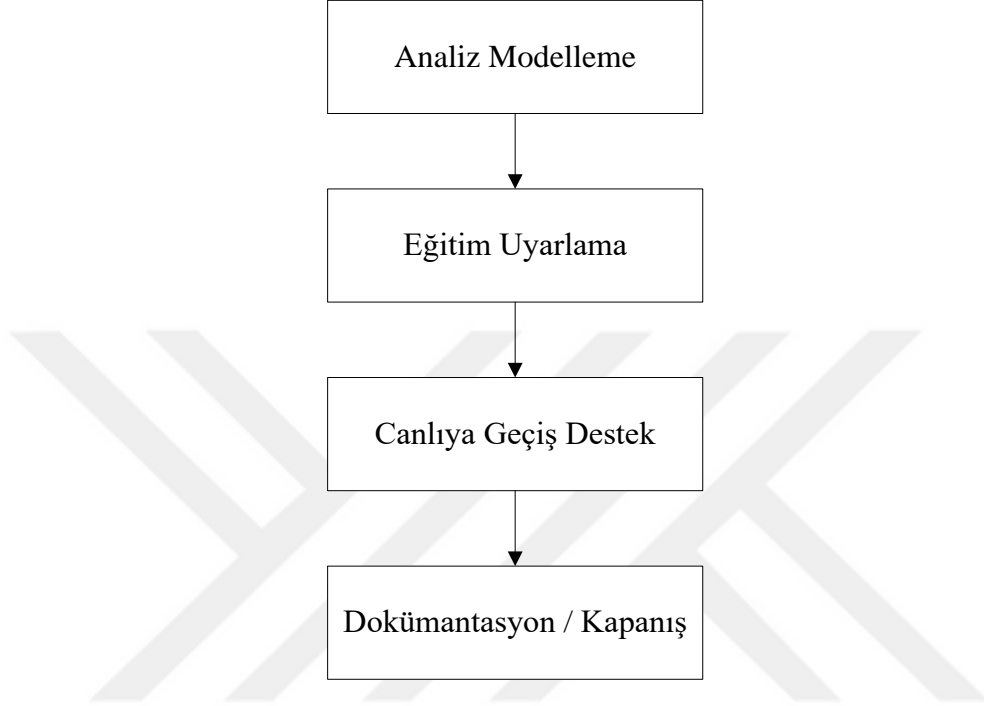 Analiz Modelleme
Eğitim Uyarlama
Canlıya Geçiş Destek
Dokümantasyon / Kapanış